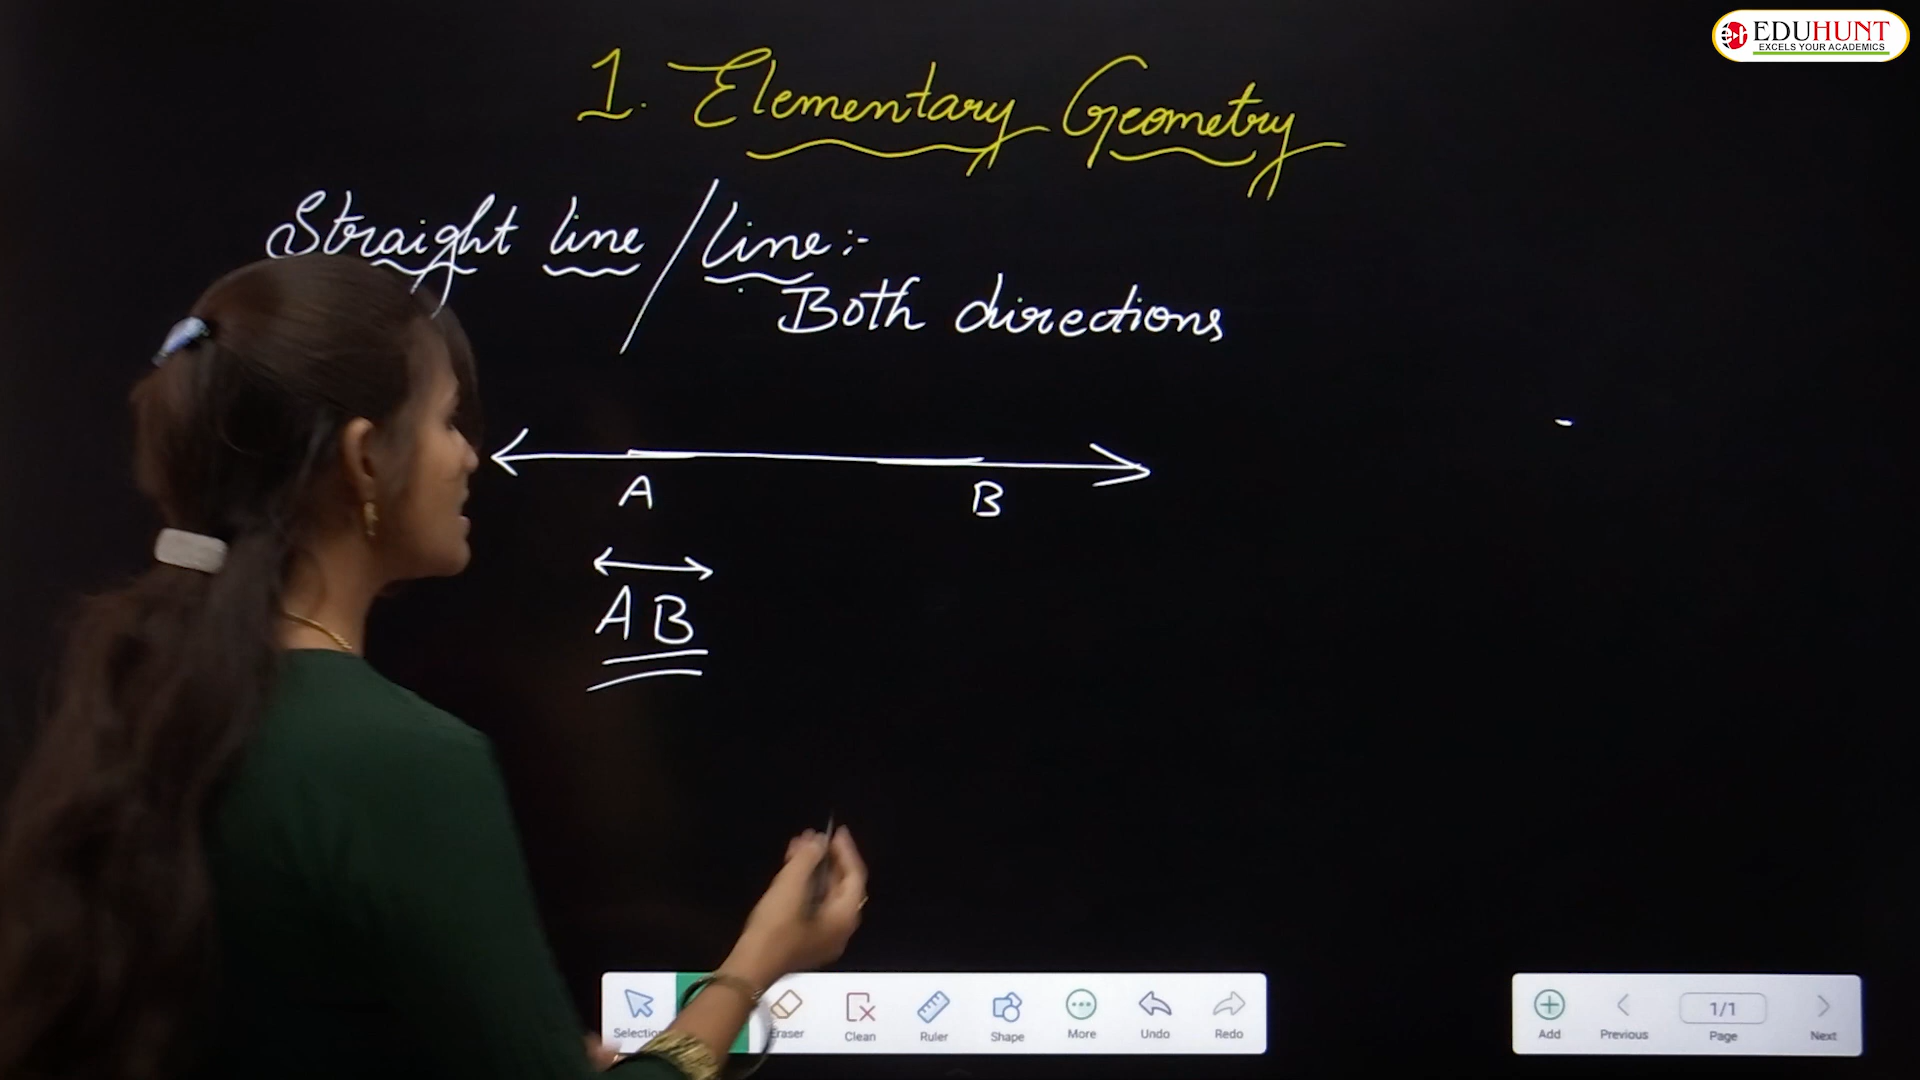 EDUHUNT
EXCELS YOUR ACADEMICS
1. Elementary Geometry
Straight line / line :-
Both directions
A B
AB
Selection Eraser Clean Ruler Shape More Undo Redo
Add Previous 1/1 Page Next